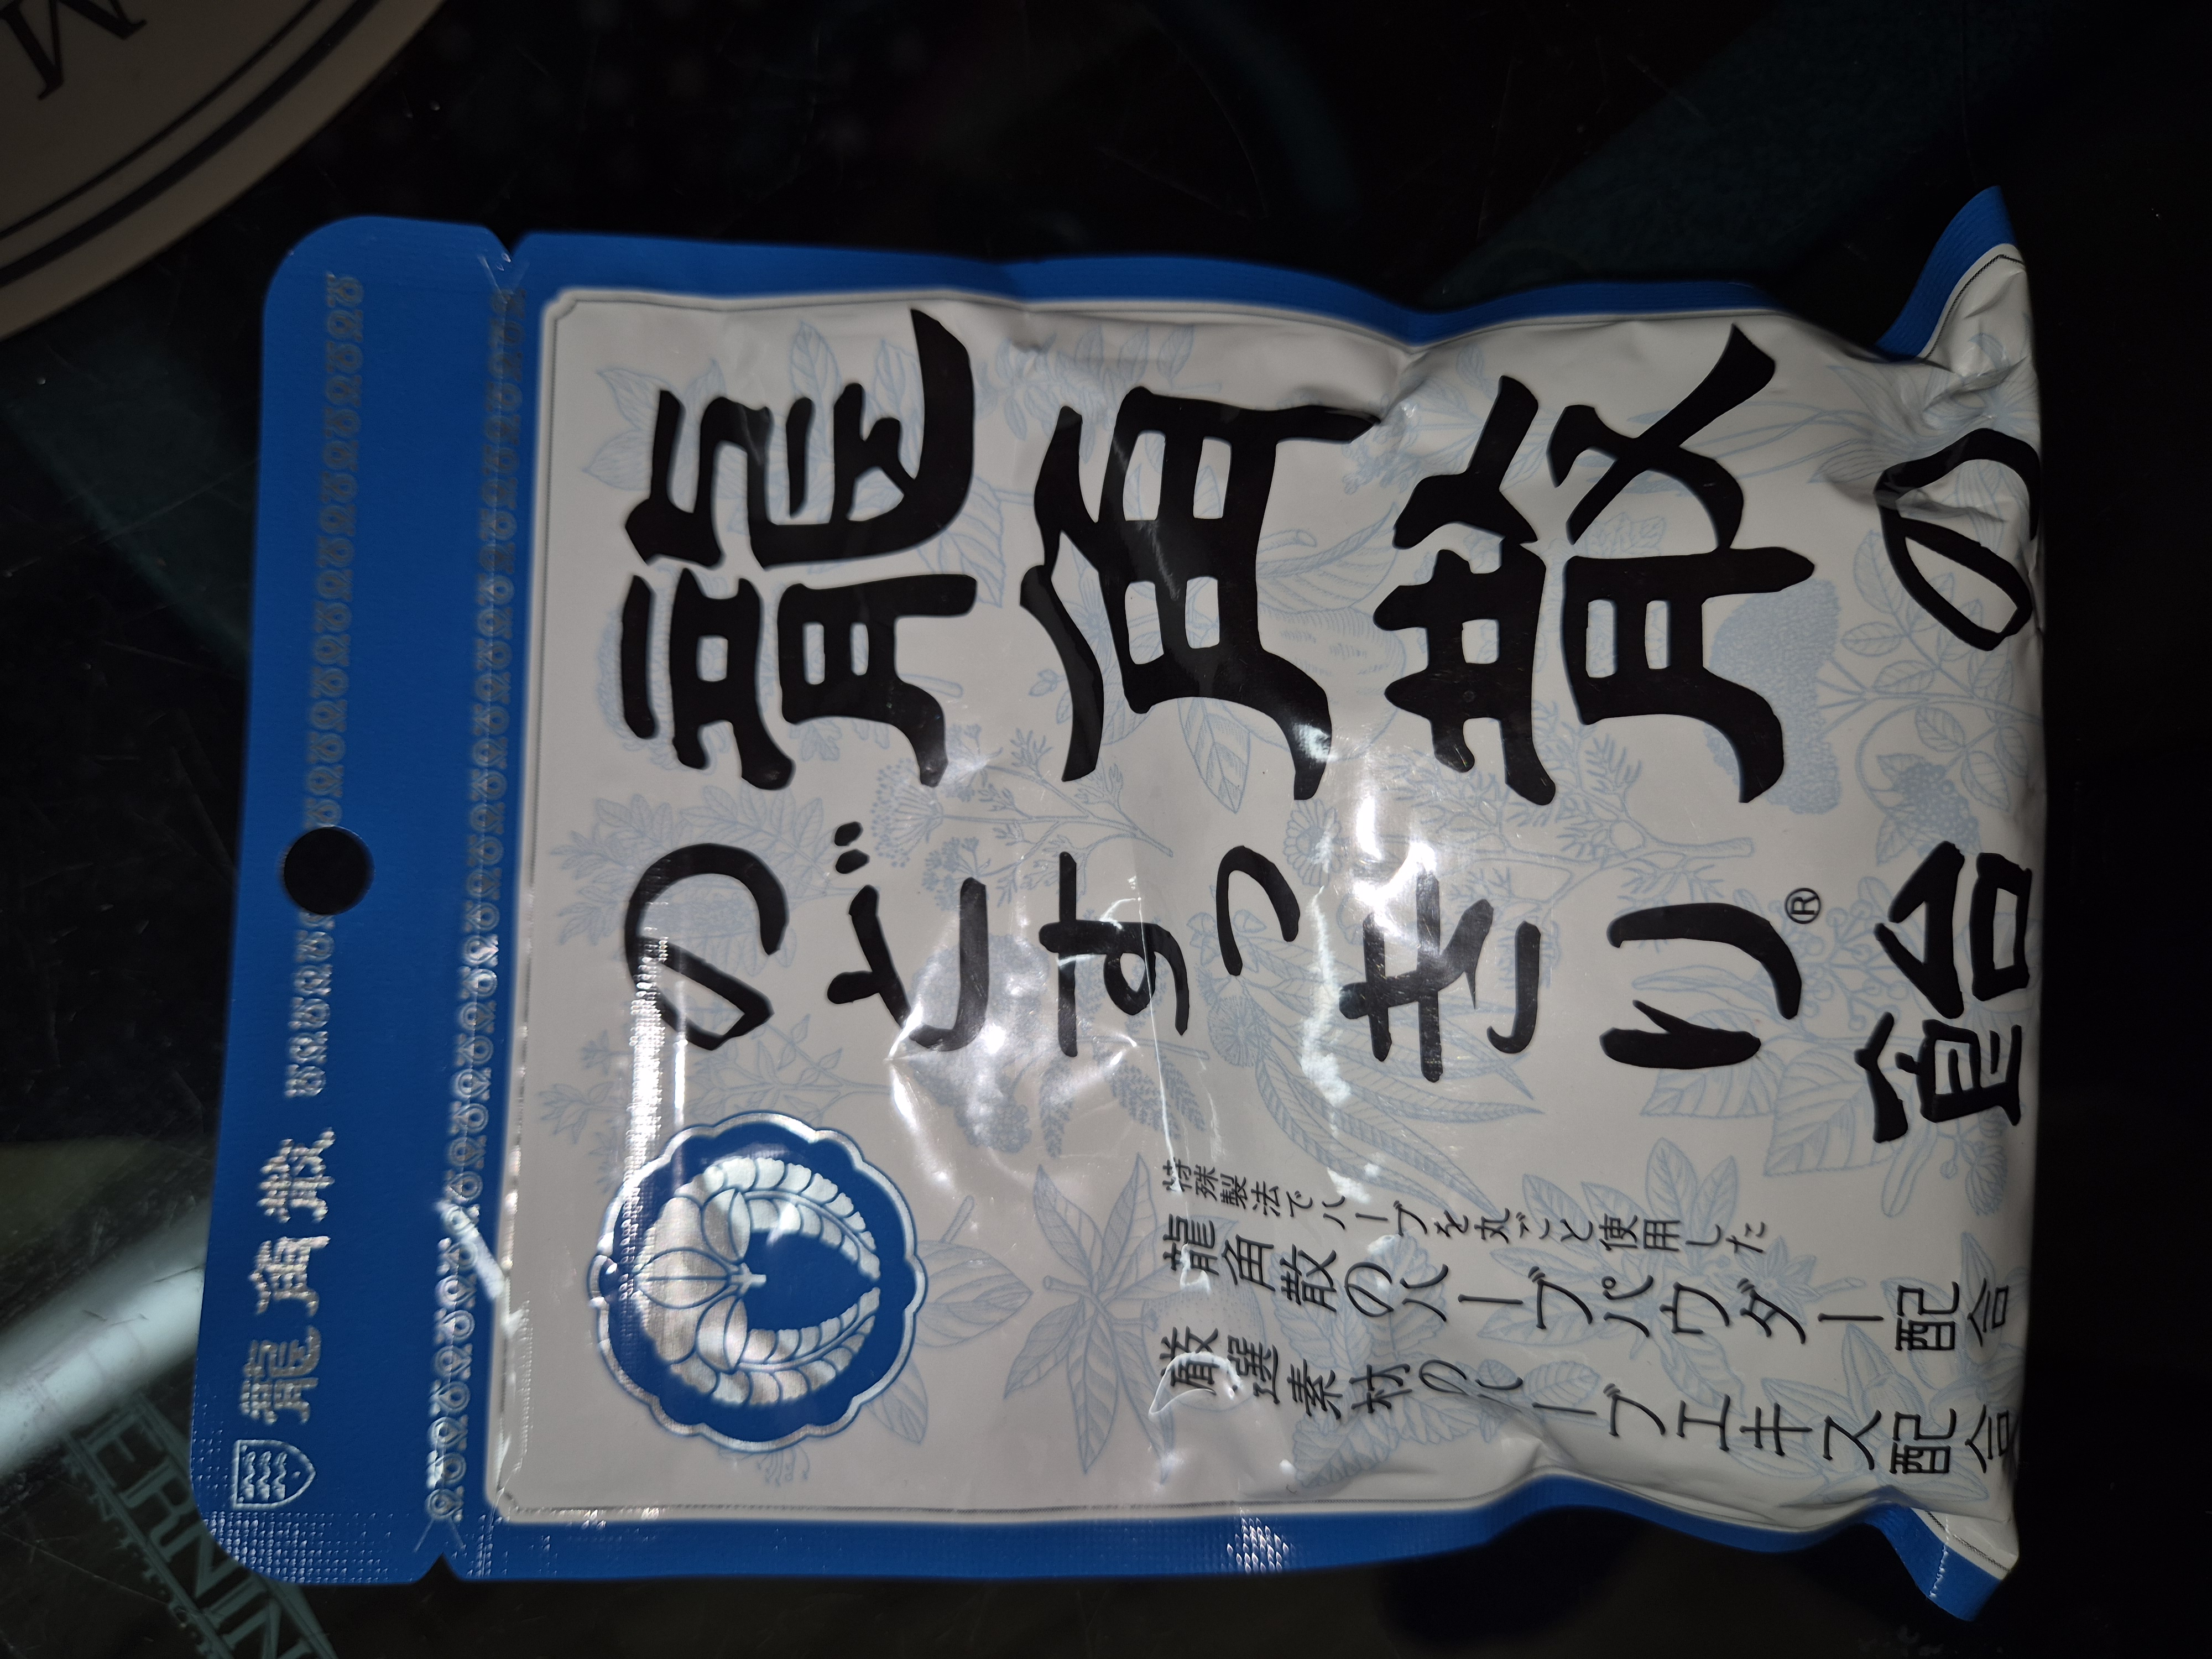 龍角散
龍角散の
のどすっきり® 飴
特殊製法でハーブを丸ごと使用した
龍角散のハーブパウダー配合
厳選素材のハーブエキス配合